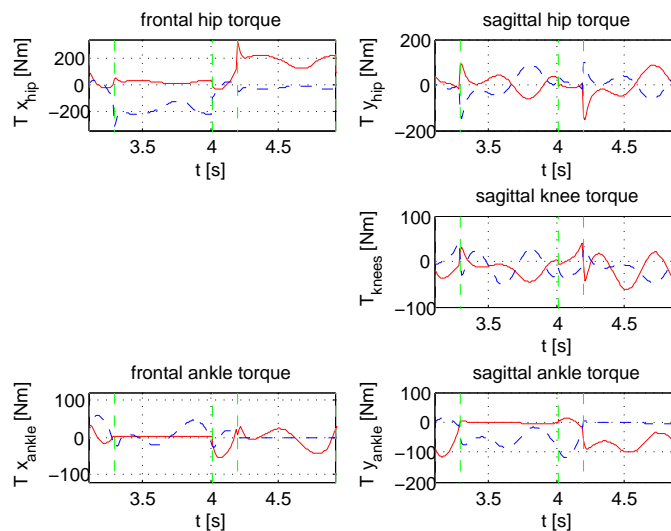 frontal hip torque
sagittal hip torque
T x_hip [Nm]
200
0
−200
3.5
4
4.5
t [s]
T y_hip [Nm]
200
100
0
−200
3.5
4
4.5
t [s]
sagittal knee torque
T_knees [Nm]
100
0
−100
3.5
4
4.5
t [s]
frontal ankle torque
sagittal ankle torque
T x_ankle [Nm]
100
0
−100
3.5
4
4.5
t [s]
T y_ankle [Nm]
100
0
−100
−200
3.5
4
4.5
t [s]